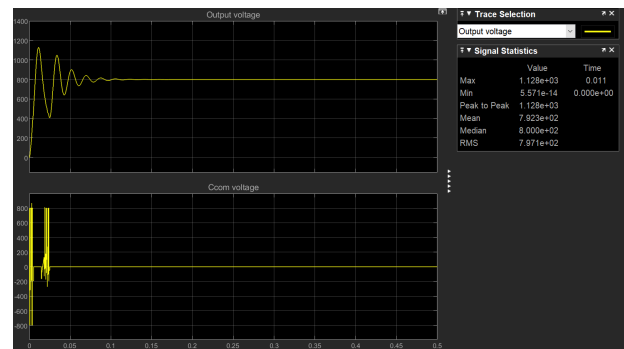 Output voltage
1400
1200
1000
800
600
400
200
0
Ccom voltage
800
600
400
200
0
-200
-400
-600
-800
0 0.05 0.1 0.15 0.2 0.25 0.3 0.35 0.4 0.45 0.5
Trace Selection
Output voltage
Signal Statistics
Value Time
Max 1.128e+03 0.011
Min 5.571e-14 0.000e+00
Peak to Peak 1.128e+03
Mean 7.923e+02
Median 8.000e+02
RMS 7.971e+02